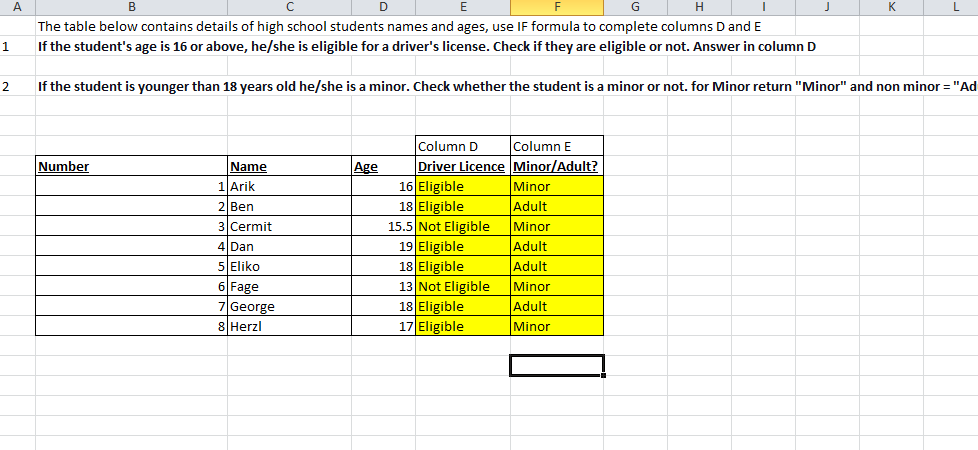 A B C D E F G H I J K L
The table below contains details of high school students names and ages, use IF formula to complete columns D and E
1 If the student's age is 16 or above, he/she is eligible for a driver's license. Check if they are eligible or not. Answer in column D
2 If the student is younger than 18 years old he/she is a minor. Check whether the student is a minor or not. for Minor return "Minor" and non minor = "Ad
Column D Column E
Number Name Age Driver Licence Minor/Adult?
1 Arik 16 Eligible Minor
2 Ben 18 Eligible Adult
3 Cermit 15.5 Not Eligible Minor
4 Dan 19 Eligible Adult
5 Eliko 18 Eligible Adult
6 Fage 13 Not Eligible Minor
7 George 18 Eligible Adult
8 Herzl 17 Eligible Minor